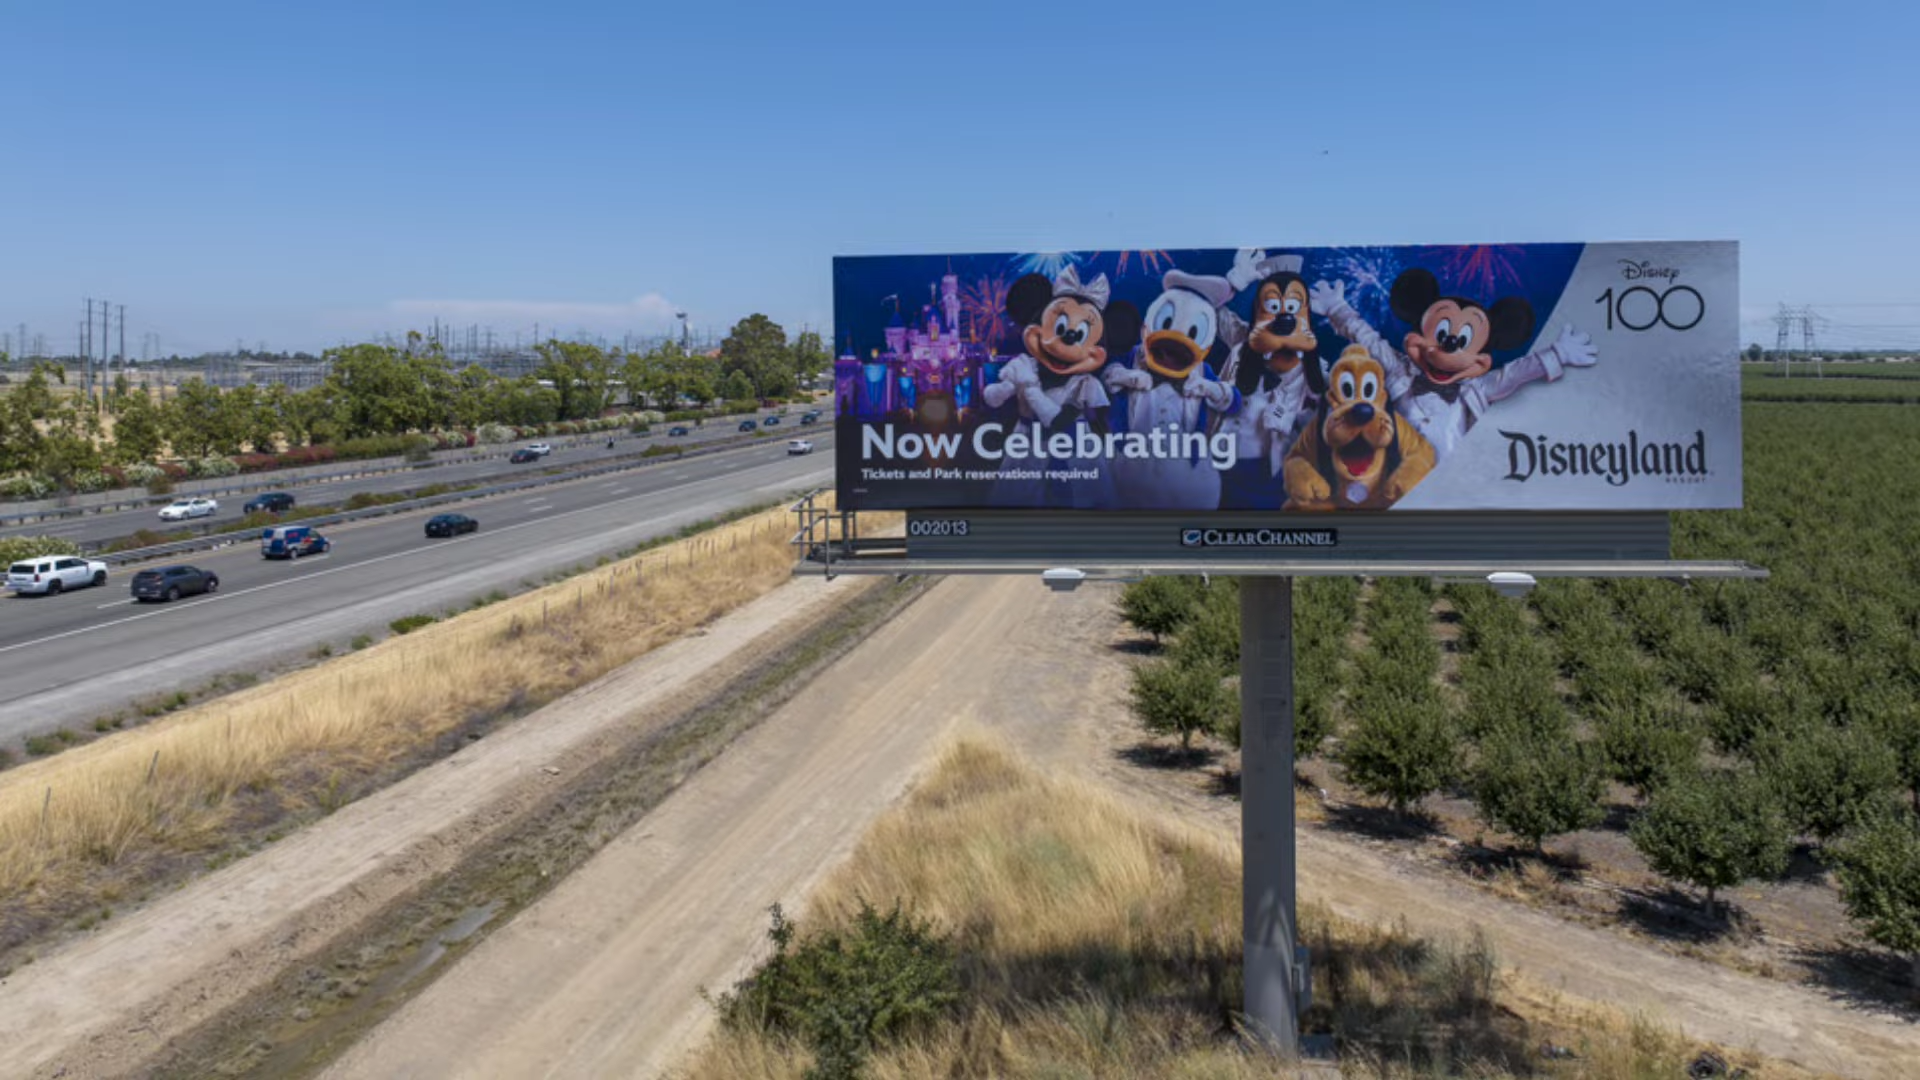 Disney
100
Now Celebrating
Tickets and Park reservations required
Disneyland
RESORT
002013
CLEARCHANNEL